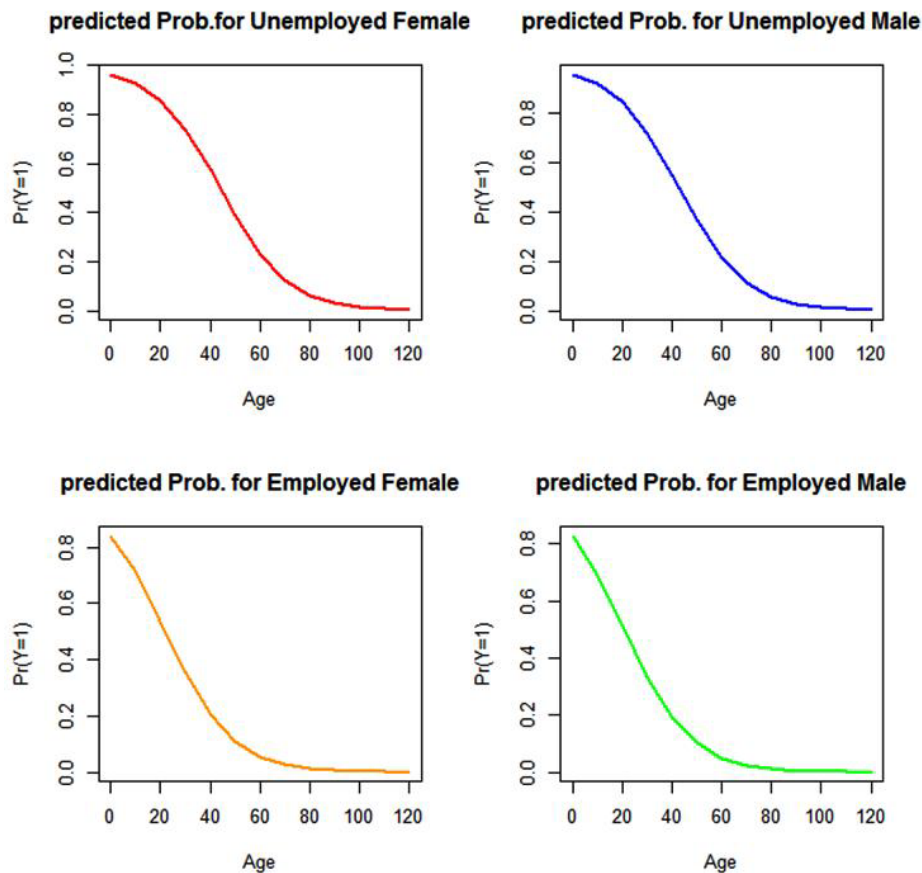 predicted Prob.for Unemployed Female
1.0
0.8
0.6
0.4
0.2
0.0
Pr(Y=1)
0 20 40 60 80 100 120
Age
predicted Prob. for Unemployed Male
0.8
0.6
0.4
0.2
0.0
Pr(Y=1)
0 20 40 60 80 100 120
Age
predicted Prob. for Employed Female
0.8
0.6
0.4
0.2
0.0
Pr(Y=1)
0 20 40 60 80 100 120
Age
predicted Prob. for Employed Male
0.8
0.6
0.4
0.2
0.0
Pr(Y=1)
0 20 40 60 80 100 120
Age